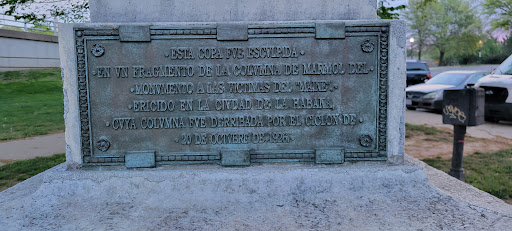 ·ESTA COPA FVE ESCVLPIDA·
·EN VN FRAGMENTO DE LA COLVMNA DE MARMOL DEL·
·MONVMENTO A LAS VICTIMAS DEL "MAINE"·
·ERIGIDO EN LA CIVDAD DE LA HABANA,
·CVYA COLVMNA FVE DERRIBADA POR EL CICLON DE·
·20 DE OCTVBRE DE 1926·